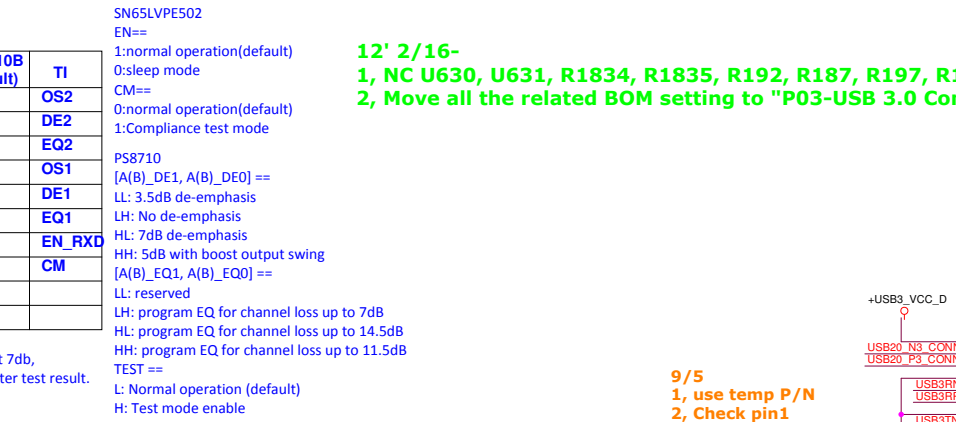 SN65LVPE502
EN==
1:normal operation(default)
0:sleep mode
CM==
0:normal operation(default)
1:Compliance test mode
PS8710
[A(B)_DE1, A(B)_DE0] ==
LL: 3.5dB de-emphasis
LH: No de-emphasis
HL: 7dB de-emphasis
HH: 5dB with boost output swing
[A(B)_EQ1, A(B)_EQ0] ==
LL: reserved
LH: program EQ for channel loss up to 7dB
HL: program EQ for channel loss up to 14.5dB
HH: program EQ for channel loss up to 11.5dB
TEST ==
L: Normal operation (default)
H: Test mode enable
TI
OS2
DE2
EQ2
OS1
DE1
EQ1
EN_RXD
CM
7db,
test result.
12' 2/16-
1, NC U630, U631, R1834, R1835, R192, R187, R197,
2, Move all the related BOM setting to "P03-USB 3.0
9/5
1, use temp P/N
2, Check pin1
+USB3_VCC_D